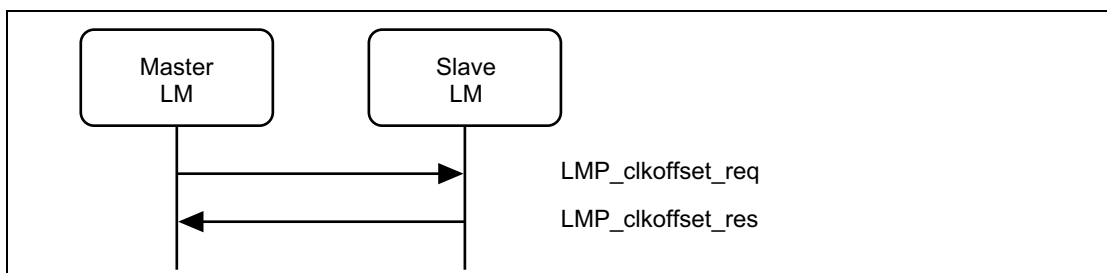 Master
LM
Slave
LM
LMP_clkoffset_req
LMP_clkoffset_res